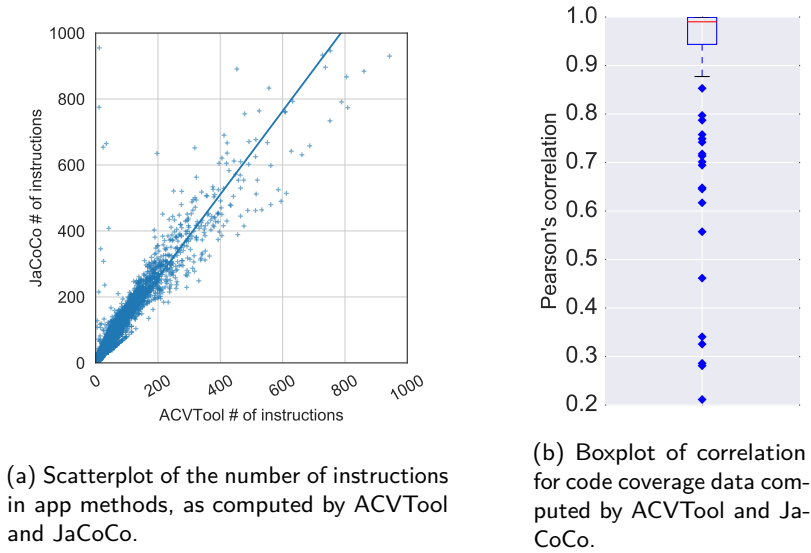 1000
800
600
400
200
0
JaCoCo # of instructions
0 200 400 600 800 1000
ACVTool # of instructions
(a) Scatterplot of the number of instructions
in app methods, as computed by ACVTool
and JaCoCo.
1.0
0.9
0.8
0.7
0.6
0.5
0.4
0.3
0.2
Pearson's correlation
(b) Boxplot of correlation
for code coverage data com-
puted by ACVTool and Ja-
CoCo.